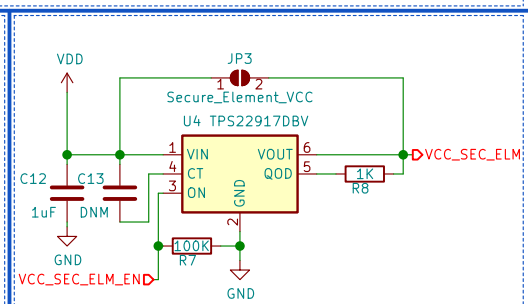 VDD
JP3
1 2
Secure_Element_VCC
U4 TPS22917DBV
1 VIN VOUT 6
VCC_SEC_ELM
4 CT QOD 5 1K
R8
3 ON
GND
2
C12 C13
1uF DNM
GND
100K
R7
VCC_SEC_ELM_EN
GND